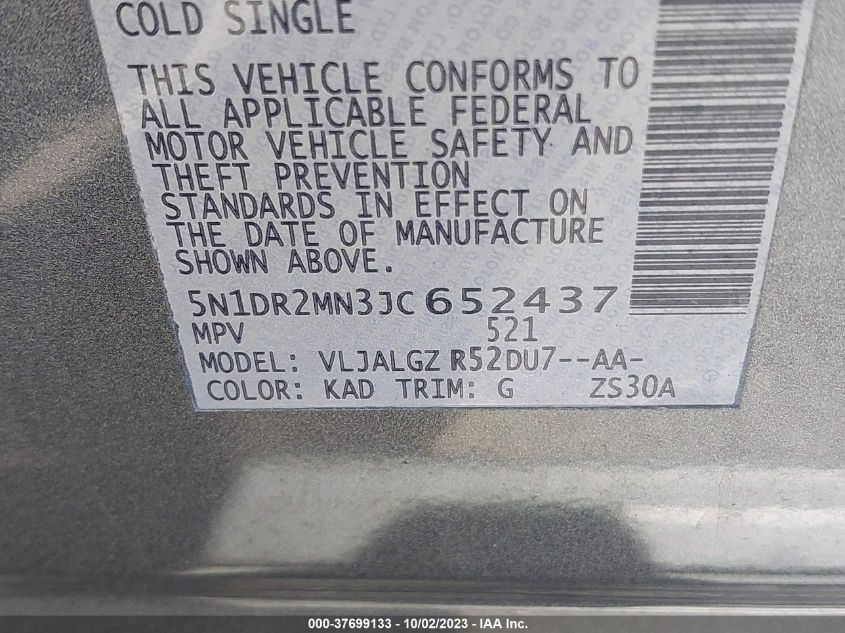 COLD SINGLE
THIS VEHICLE CONFORMS TO
ALL APPLICABLE FEDERAL
MOTOR VEHICLE SAFETY AND
THEFT PREVENTION
STANDARDS IN EFFECT ON
THE DATE OF MANUFACTURE
SHOWN ABOVE.
5N1DR2MN3JC652437
MPV 521
MODEL: VLJALGZ R52DU7--AA-
COLOR: KAD TRIM: G ZS30A
000-37699133 - 10/02/2023 - IAA Inc.